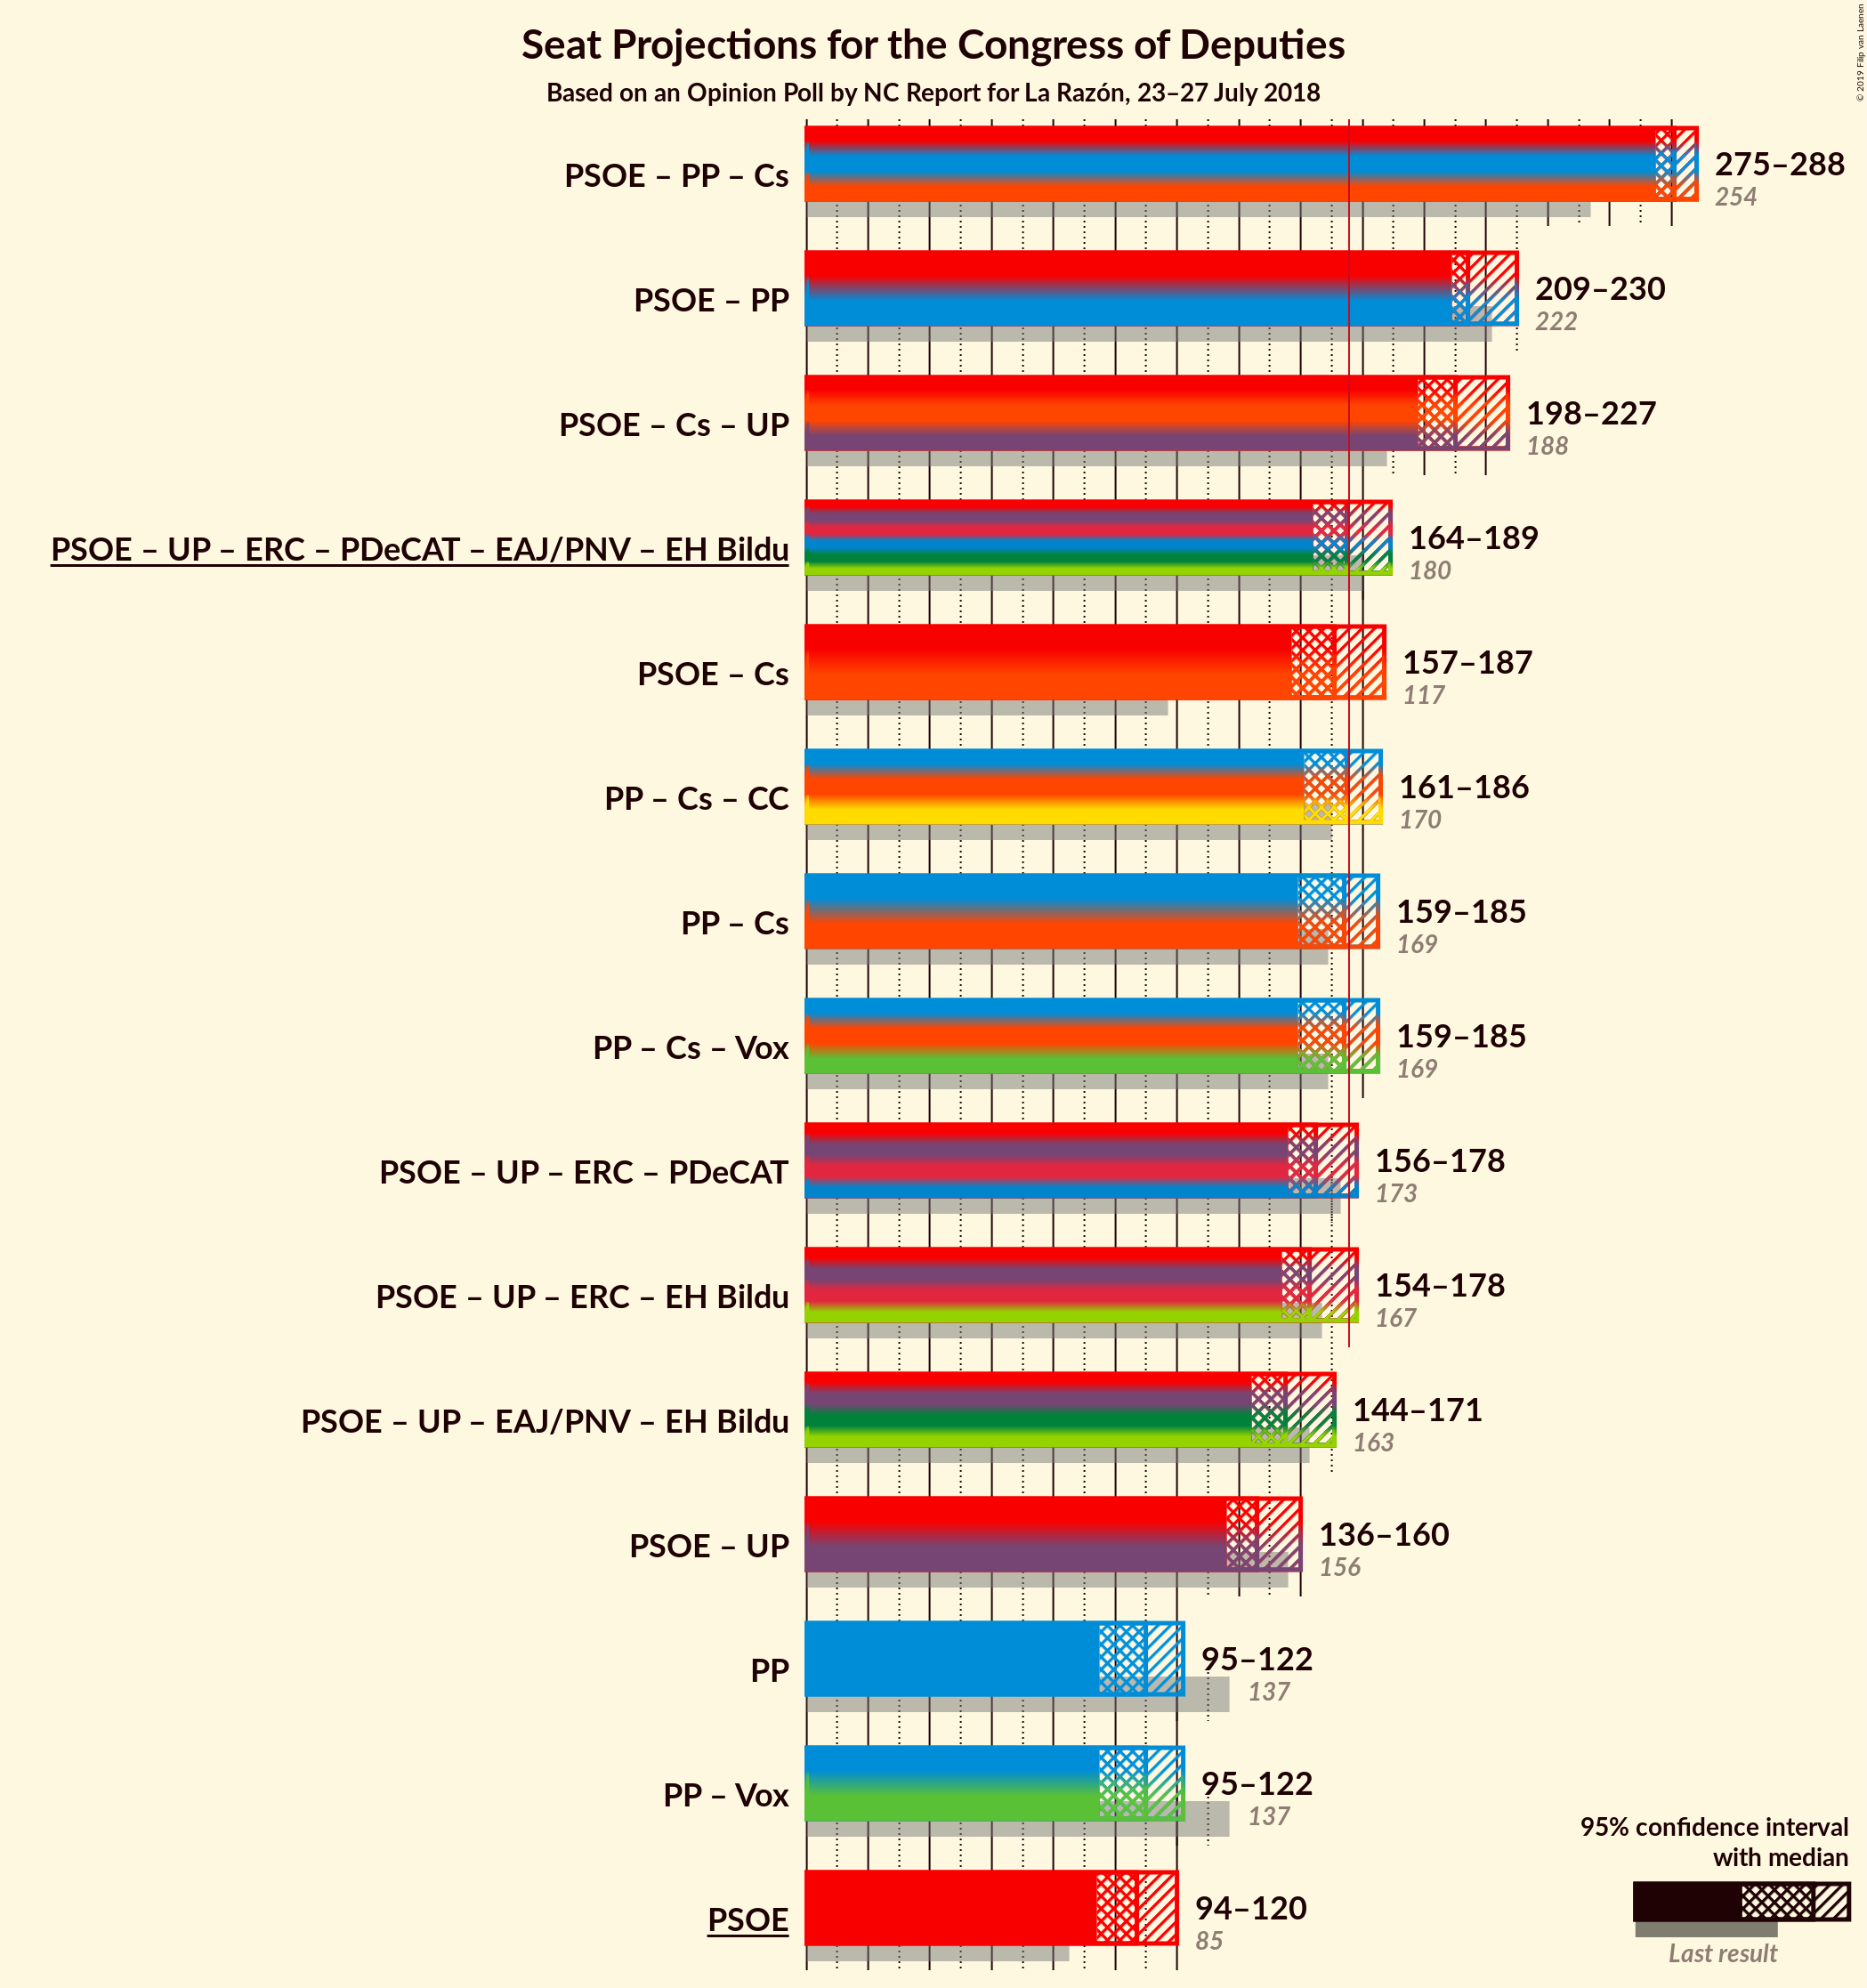 Seat Projections for the Congress of Deputies
Based on an Opinion Poll by NC Report for La Razón, 23–27 July 2018
© 2019 Filip van Laenen
PSOE – PP – Cs
275–288
254
PSOE – PP
209–230
222
PSOE – Cs – UP
198–227
188
PSOE – UP – ERC – PDeCAT – EAJ/PNV – EH Bildu
164–189
180
PSOE – Cs
157–187
117
PP – Cs – CC
161–186
170
PP – Cs
159–185
169
PP – Cs – Vox
159–185
169
PSOE – UP – ERC – PDeCAT
156–178
173
PSOE – UP – ERC – EH Bildu
154–178
167
PSOE – UP – EAJ/PNV – EH Bildu
144–171
163
PSOE – UP
136–160
156
PP
95–122
137
PP – Vox
95–122
137
PSOE
94–120
85
95% confidence interval
with median
Last result